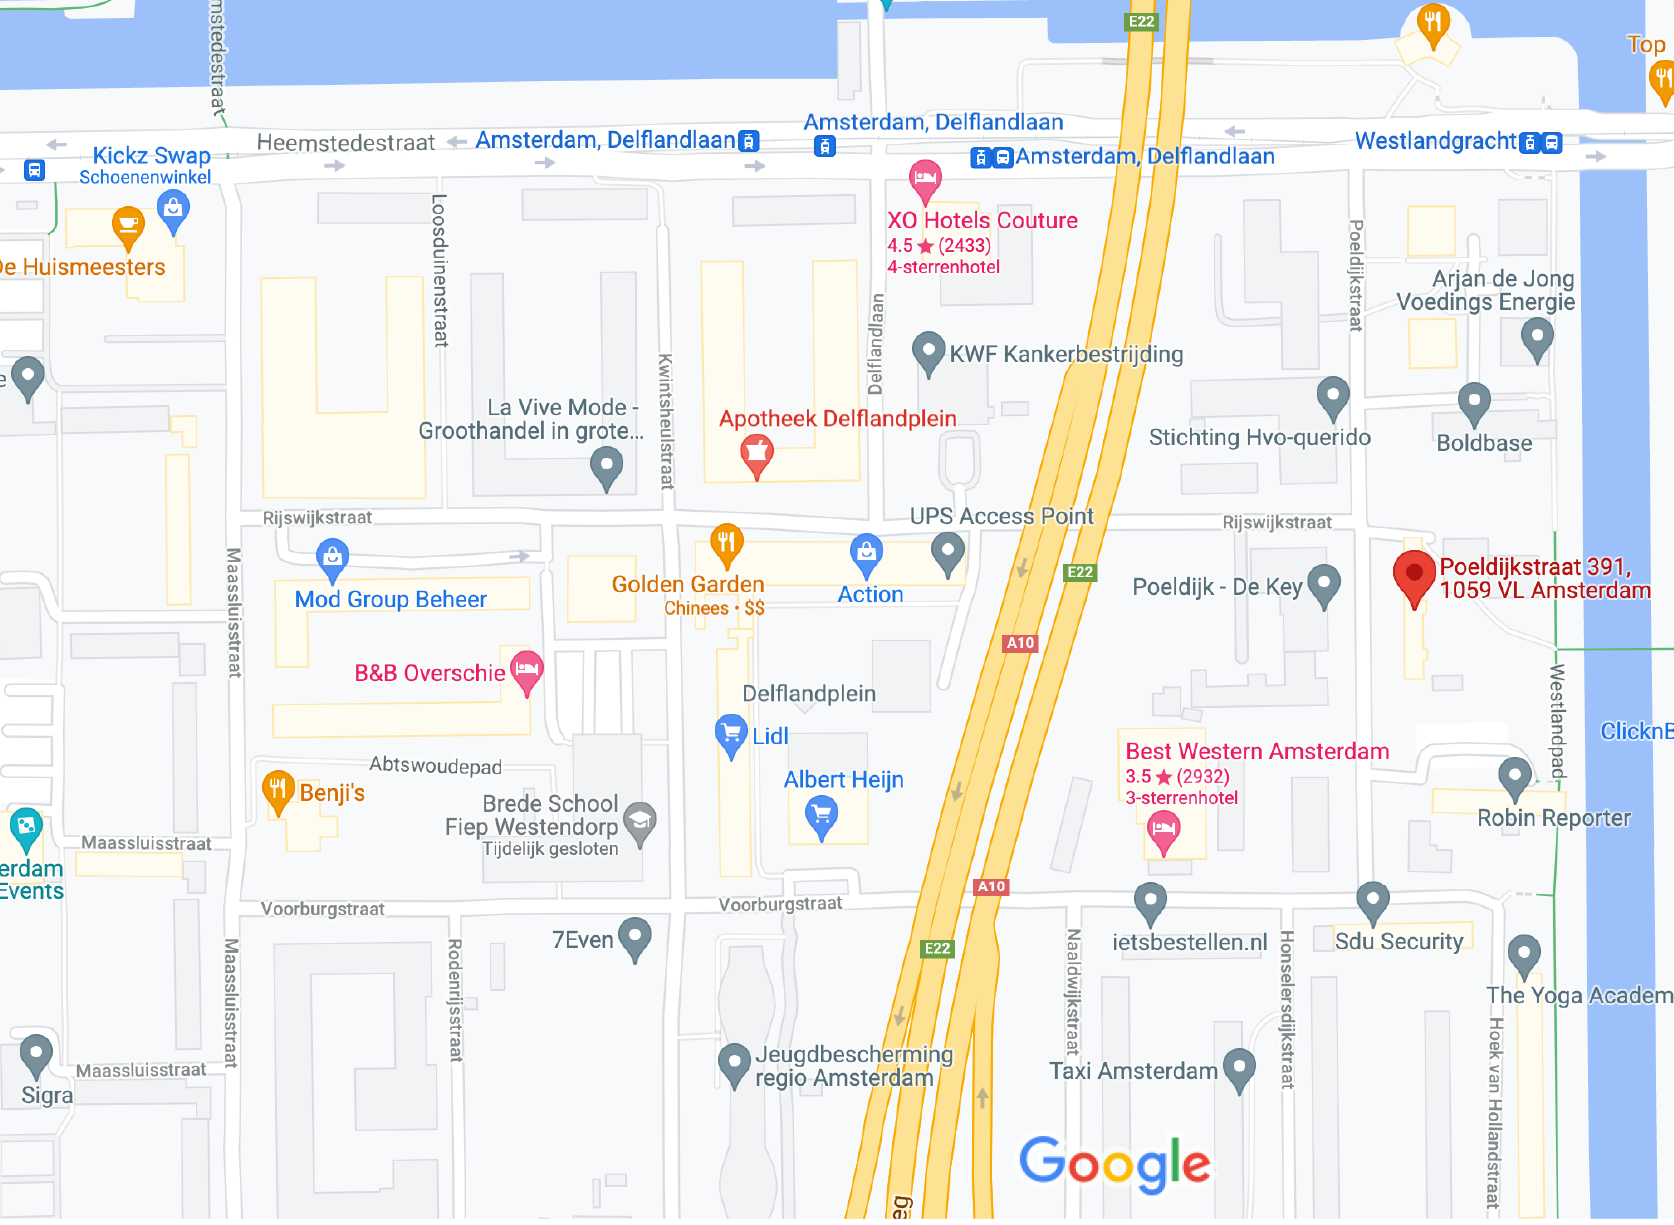 E22
Top
mstedestraat
Heemstedestraat
Amsterdam, Delflandlaan
Amsterdam, Delflandlaan
Amsterdam, Delflandlaan
Westlandgracht
Kickz Swap
Schoenenwinkel
De Huismeesters
Loosduinenstraat
XO Hotels Couture
4.5 ★ (2433)
4-sterrenhotel
Poeldijkstraat
Arjan de Jong
Voedings Energie
Delflandlaan
KWF Kankerbestrijding
Kwintsheulstraat
La Vive Mode -
Groothandel in grote...
Apotheek Delflandplein
Stichting Hvo-querido
Boldbase
Rijswijkstraat
UPS Access Point
Rijswijkstraat
Maassluisstraat
Mod Group Beheer
Golden Garden
Chinees • $$
Action
E22
Poeldijk - De Key
Poeldijkstraat 391,
1059 VL Amsterdam
A10
B&B Overschie
Delflandplein
Westlandpad
Lidl
ClicknB
Abtswoudepad
Best Western Amsterdam
3.5 ★ (2932)
3-sterrenhotel
Albert Heijn
Benji's
Brede School
Fiep Westendorp
Tijdelijk gesloten
Robin Reporter
Maassluisstraat
erdam
Events
A10
Voorburgstraat
Voorburgstraat
7Even
E22
ietsbestellen.nl
Sdu Security
Maassluisstraat
Rodenrijsstraat
Naaldwijkstraat
Honselersdijkstraat
The Yoga Academ
Hoek van Hollandstraat
Jeugdbescherming
regio Amsterdam
Taxi Amsterdam
Maassluisstraat
Sigra
Google